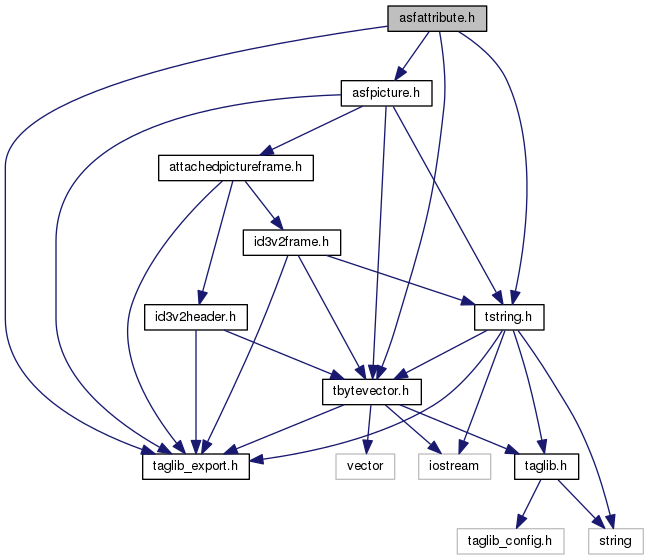 asfattribute.h
asfpicture.h
attachedpictureframe.h
id3v2frame.h
id3v2header.h
tstring.h
tbytevector.h
taglib_export.h
vector
iostream
taglib.h
taglib_config.h
string